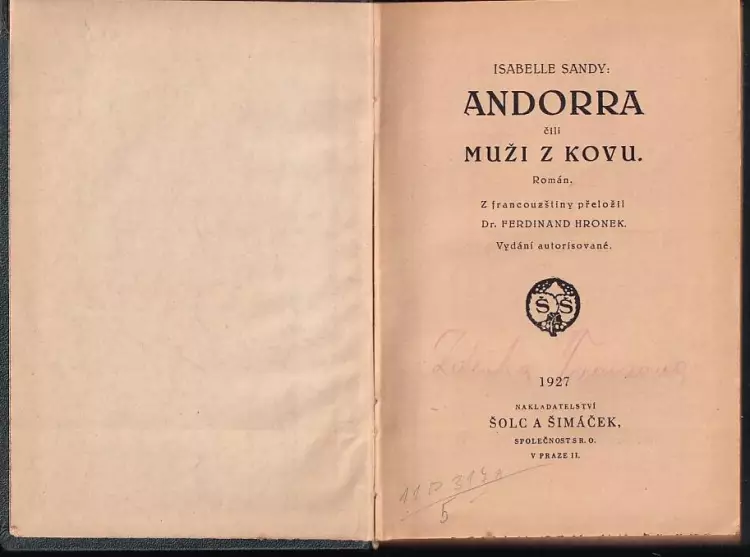 ISABELLE SANDY:
ANDORRA
čili
MUŽI Z KOVU.
Román.
Z francouzštiny přeložil
Dr. FERDINAND HRONEK.
Vydání autorisované.
Š Š
1927
NAKLADATELSTVÍ
ŠOLC A ŠIMÁČEK,
SPOLEČNOST S R. O.
V PRAZE II.
5